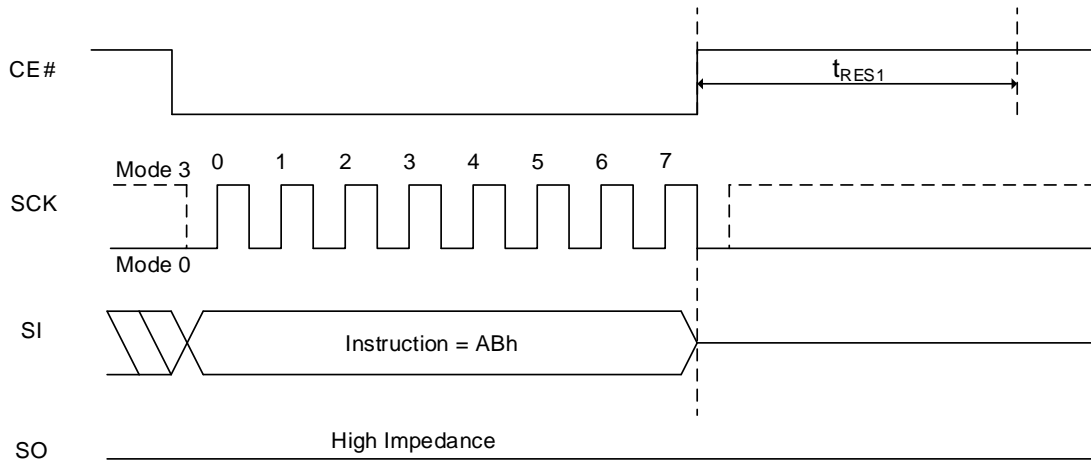 CE#
tRES1
Mode 3
0 1 2 3 4 5 6 7
SCK
Mode 0
SI
Instruction = ABh
SO
High Impedance